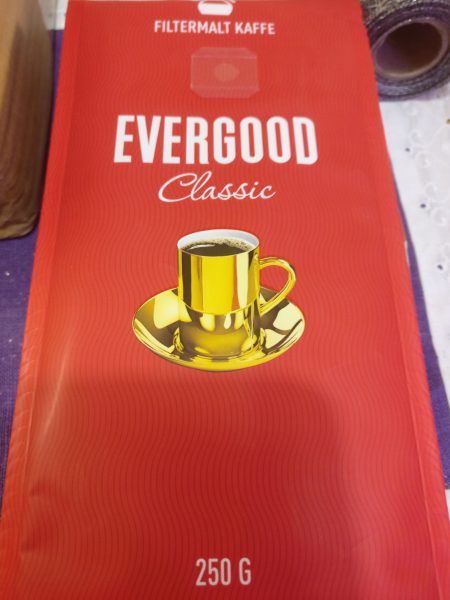 FILTERMALT KAFFE
EVERGOOD
Classic
250 G